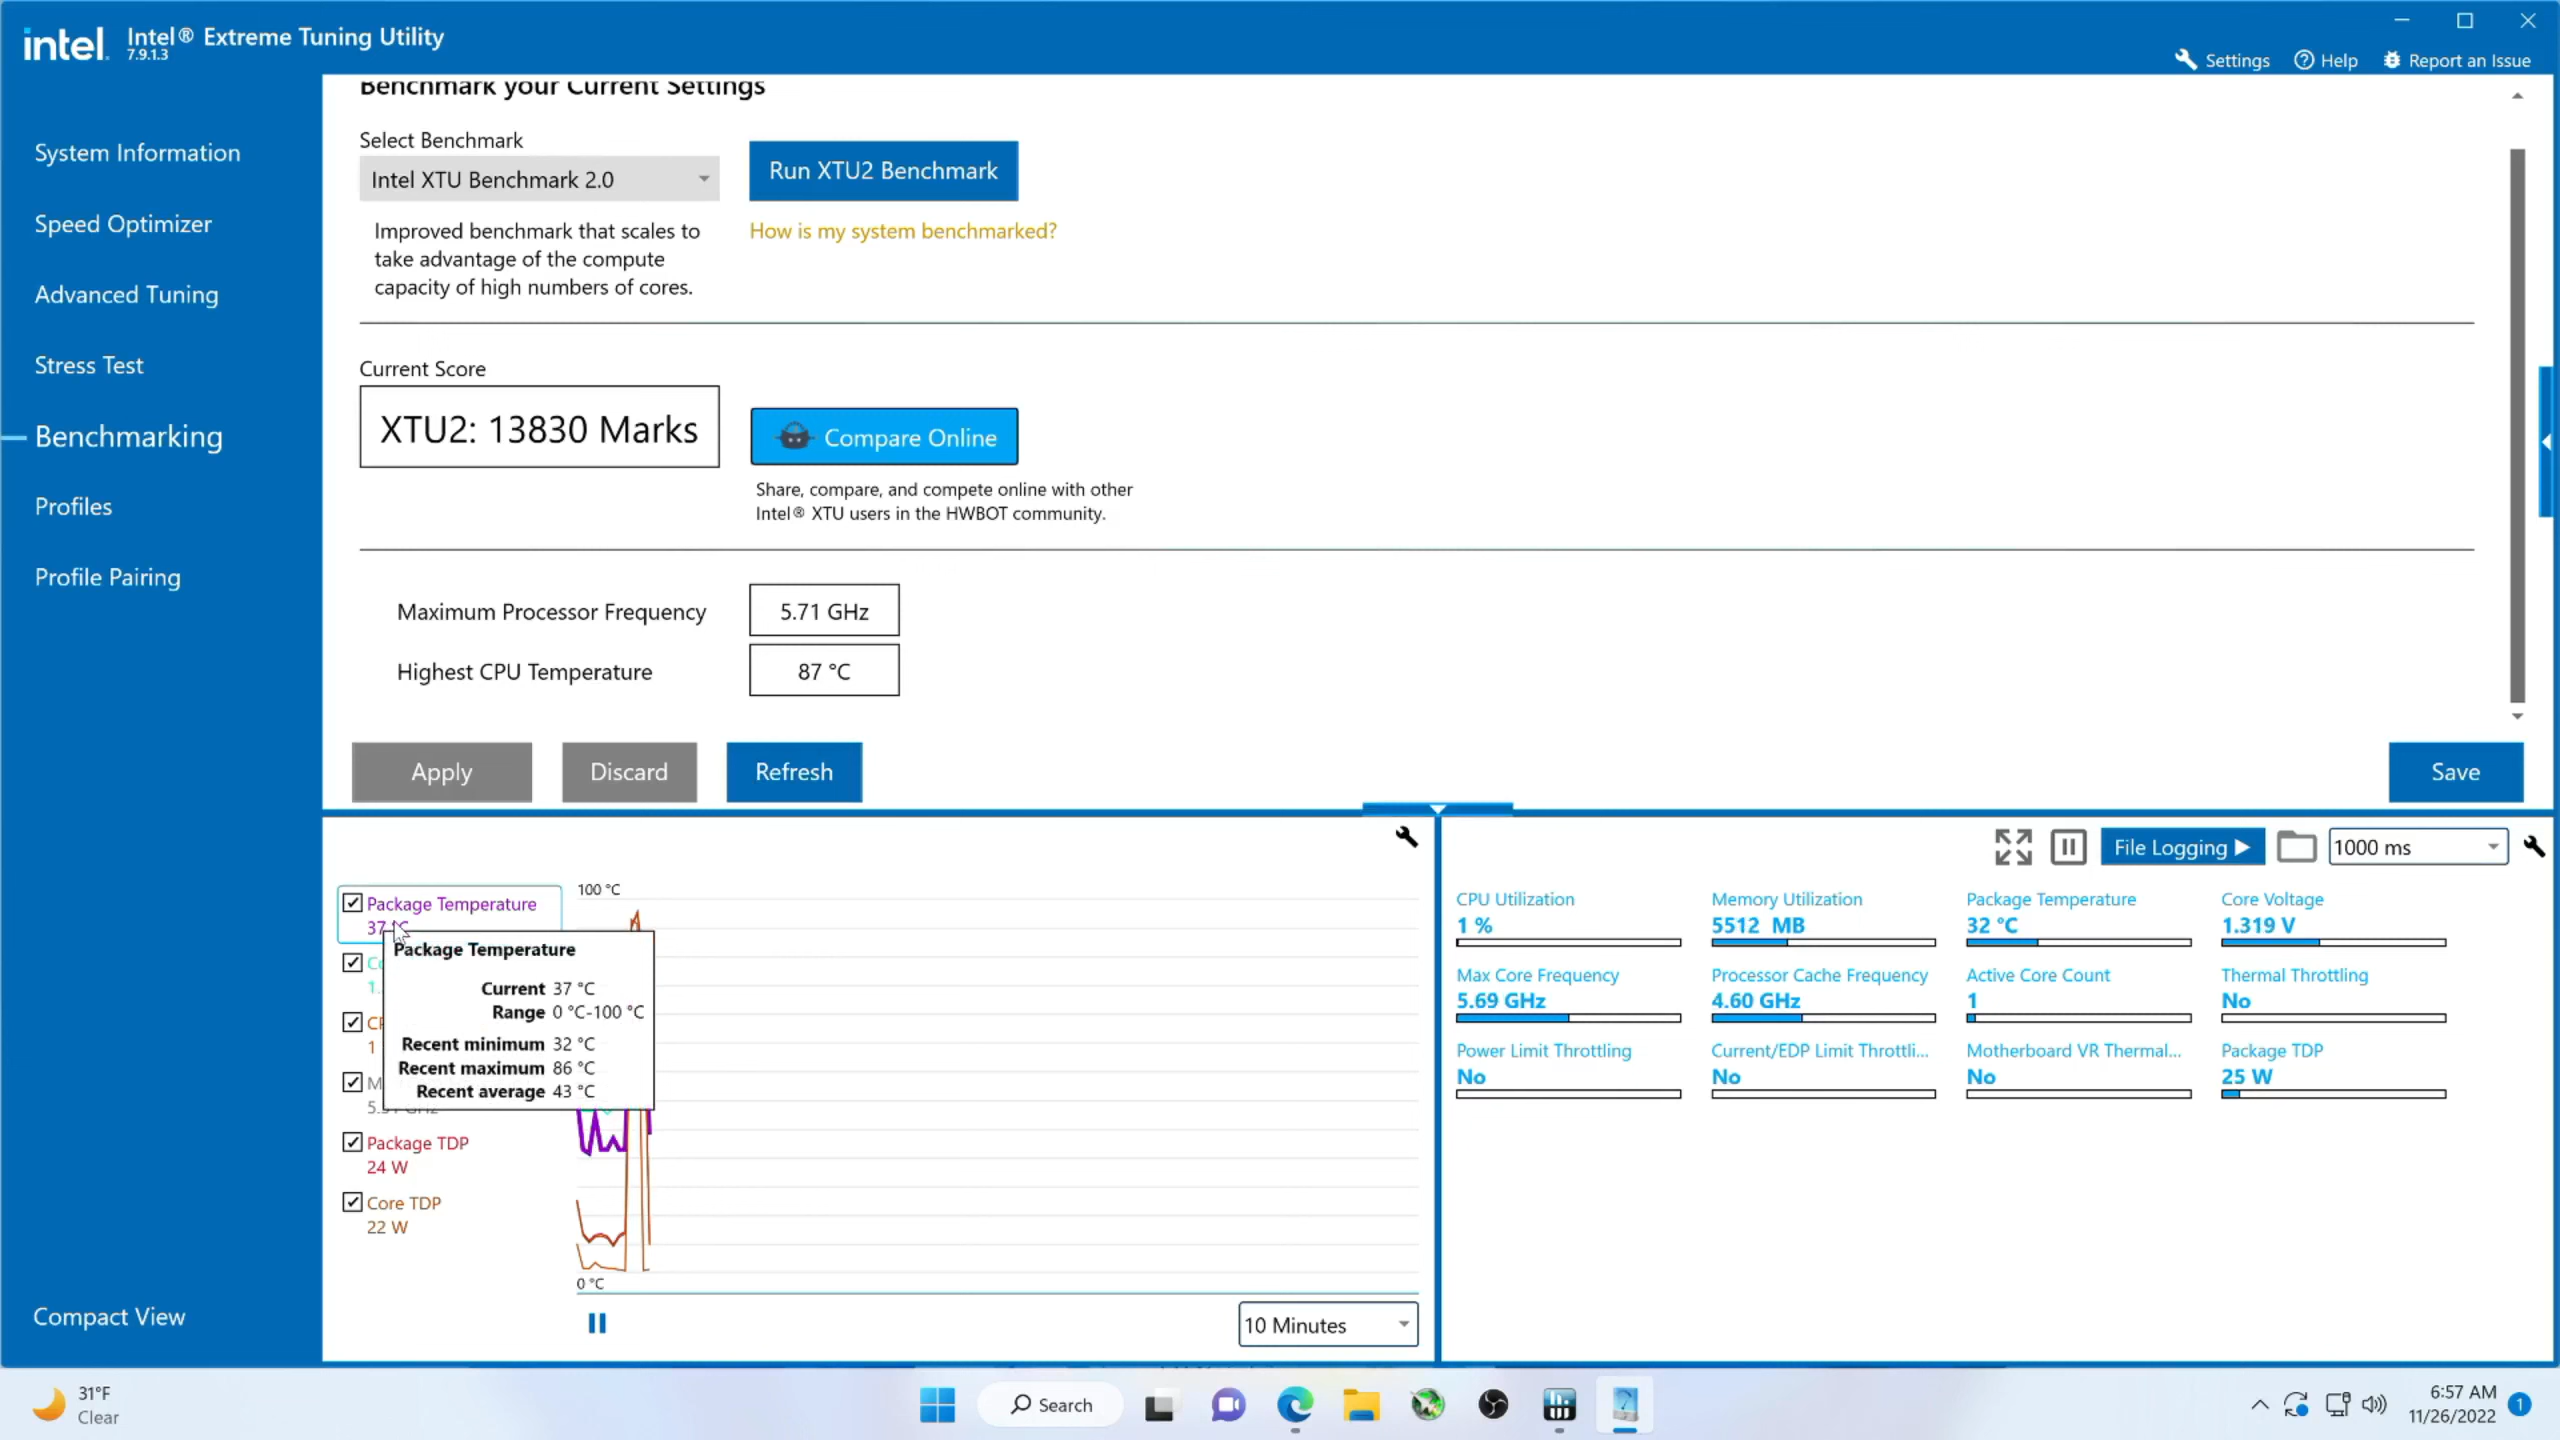 intel.
Intel® Extreme Tuning Utility
7.9.1.3
Settings
Help
Report an Issue
System Information
Speed Optimizer
Advanced Tuning
Stress Test
Benchmarking
Profiles
Profile Pairing
Compact View
Benchmark your Current Settings
Select Benchmark
Intel XTU Benchmark 2.0
Run XTU2 Benchmark
Improved benchmark that scales to
take advantage of the compute
capacity of high numbers of cores.
How is my system benchmarked?
Current Score
XTU2: 13830 Marks
Compare Online
Share, compare, and compete online with other
Intel® XTU users in the HWBOT community.
Maximum Processor Frequency
5.71 GHz
Highest CPU Temperature
87 °C
Apply
Discard
Refresh
Save
Package Temperature
37 °C
Package Temperature
Current 37 °C
Range 0 °C-100 °C
Recent minimum 32 °C
Recent maximum 86 °C
Recent average 43 °C
Package TDP
24 W
Core TDP
22 W
100 °C
0 °C
10 Minutes
File Logging
1000 ms
CPU Utilization
1 %
Memory Utilization
5512 MB
Package Temperature
32 °C
Core Voltage
1.319 V
Max Core Frequency
5.69 GHz
Processor Cache Frequency
4.60 GHz
Active Core Count
1
Thermal Throttling
No
Power Limit Throttling
No
Current/EDP Limit Throttli...
No
Motherboard VR Thermal...
No
Package TDP
25 W
31°F
Clear
Search
6:57 AM
11/26/2022
1